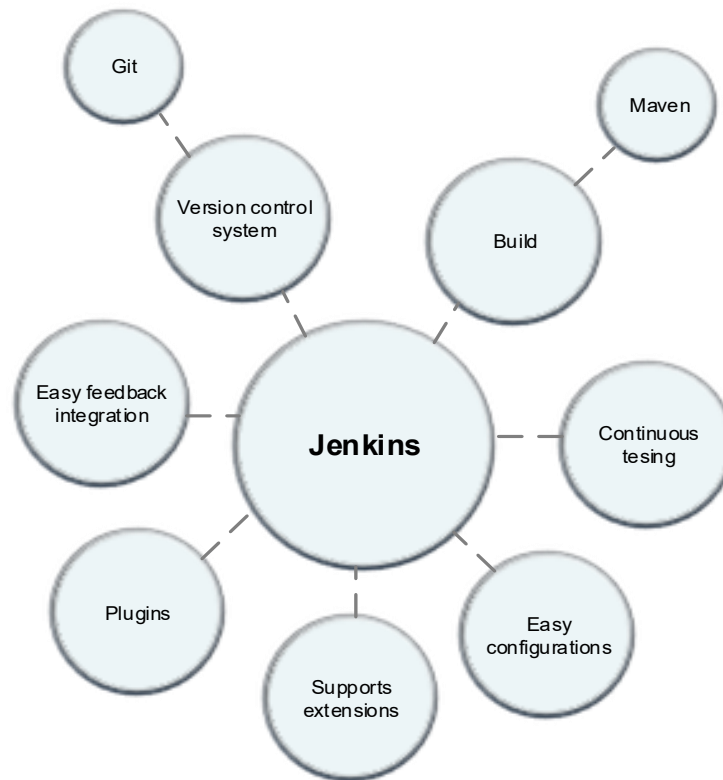 Git
Maven
Version control
system
Build
Easy feedback
integration
Jenkins
Continuous
tesing
Plugins
Easy
configurations
Supports
extensions